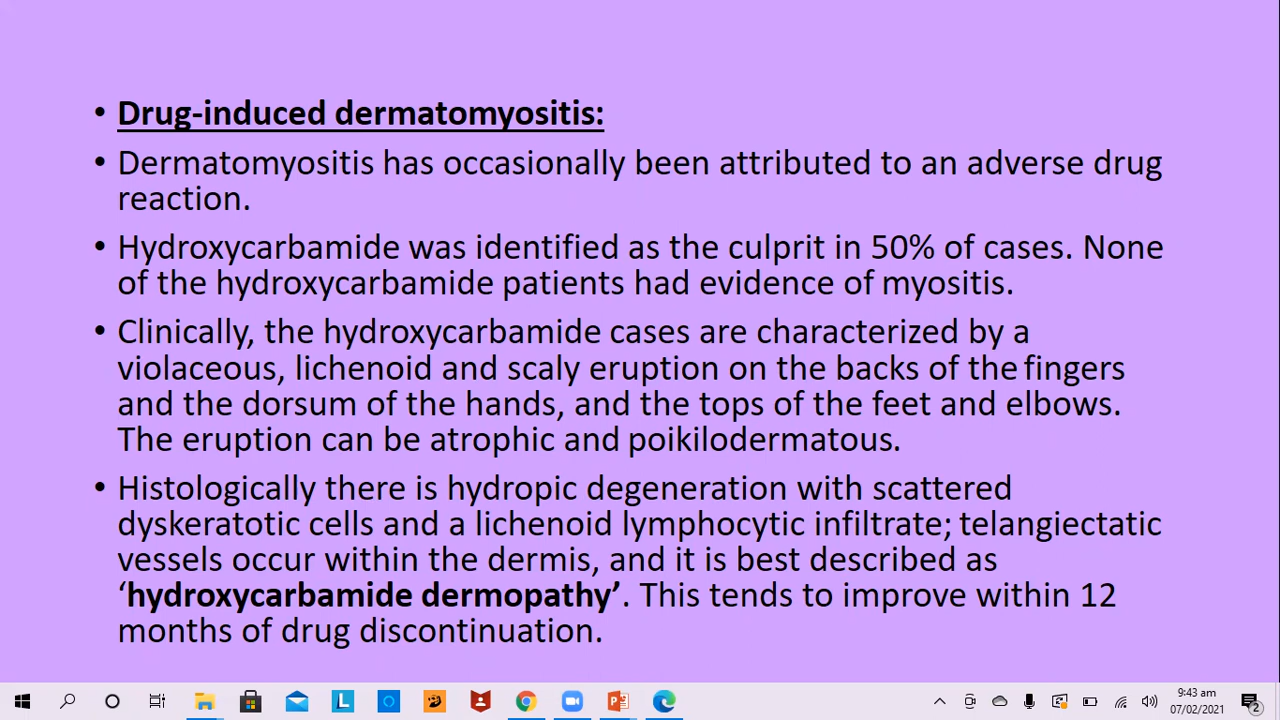 • Drug-induced dermatomyositis:
• Dermatomyositis has occasionally been attributed to an adverse drug
reaction.
• Hydroxycarbamide was identified as the culprit in 50% of cases. None
of the hydroxycarbamide patients had evidence of myositis.
• Clinically, the hydroxycarbamide cases are characterized by a
violaceous, lichenoid and scaly eruption on the backs of the fingers
and the dorsum of the hands, and the tops of the feet and elbows.
The eruption can be atrophic and poikilodermatous.
• Histologically there is hydropic degeneration with scattered
dyskeratotic cells and a lichenoid lymphocytic infiltrate; telangiectatic
vessels occur within the dermis, and it is best described as
‘hydroxycarbamide dermopathy’. This tends to improve within 12
months of drug discontinuation.
L
9:43 am
07/02/2021
2